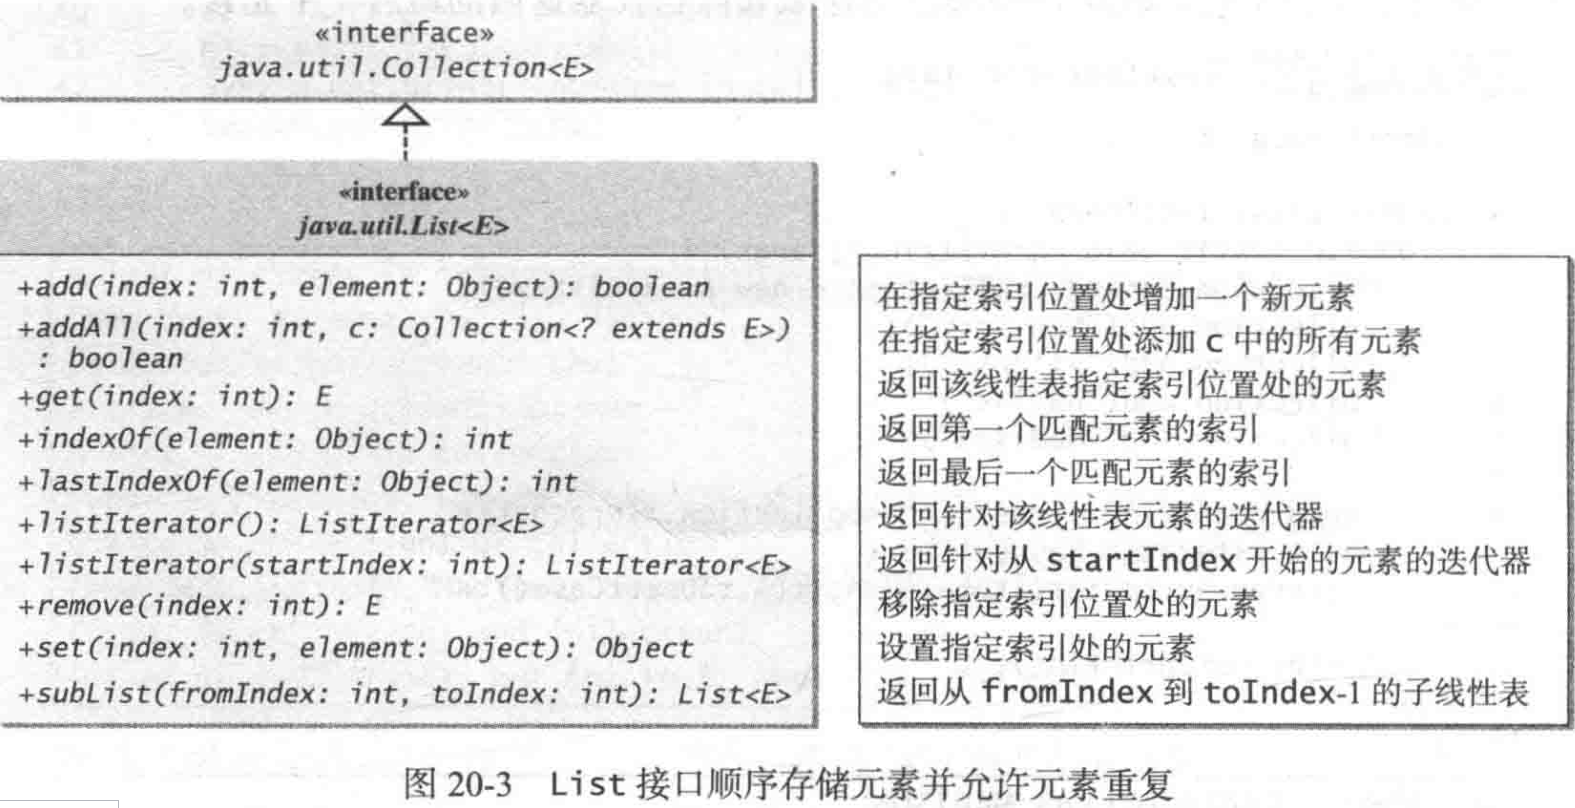 «interface»
java.util.Collection<E>
«interface»
java.util.List<E>
+add(index: int, element: Object): boolean
+addAll(index: int, c: Collection<? extends E>)
: boolean
+get(index: int): E
+indexOf(element: Object): int
+lastIndexOf(element: Object): int
+listIterator(): ListIterator<E>
+listIterator(startIndex: int): ListIterator<E>
+remove(index: int): E
+set(index: int, element: Object): Object
+subList(fromIndex: int, toIndex: int): List<E>
在指定索引位置处增加一个新元素
在指定索引位置处添加 c 中的所有元素
返回该线性表指定索引位置处的元素
返回第一个匹配元素的索引
返回最后一个匹配元素的索引
返回针对该线性表元素的迭代器
返回针对从 startIndex 开始的元素的迭代器
移除指定索引位置处的元素
设置指定索引处的元素
返回从 fromIndex 到 toIndex-1 的子线性表
图 20-3 List 接口顺序存储元素并允许元素重复